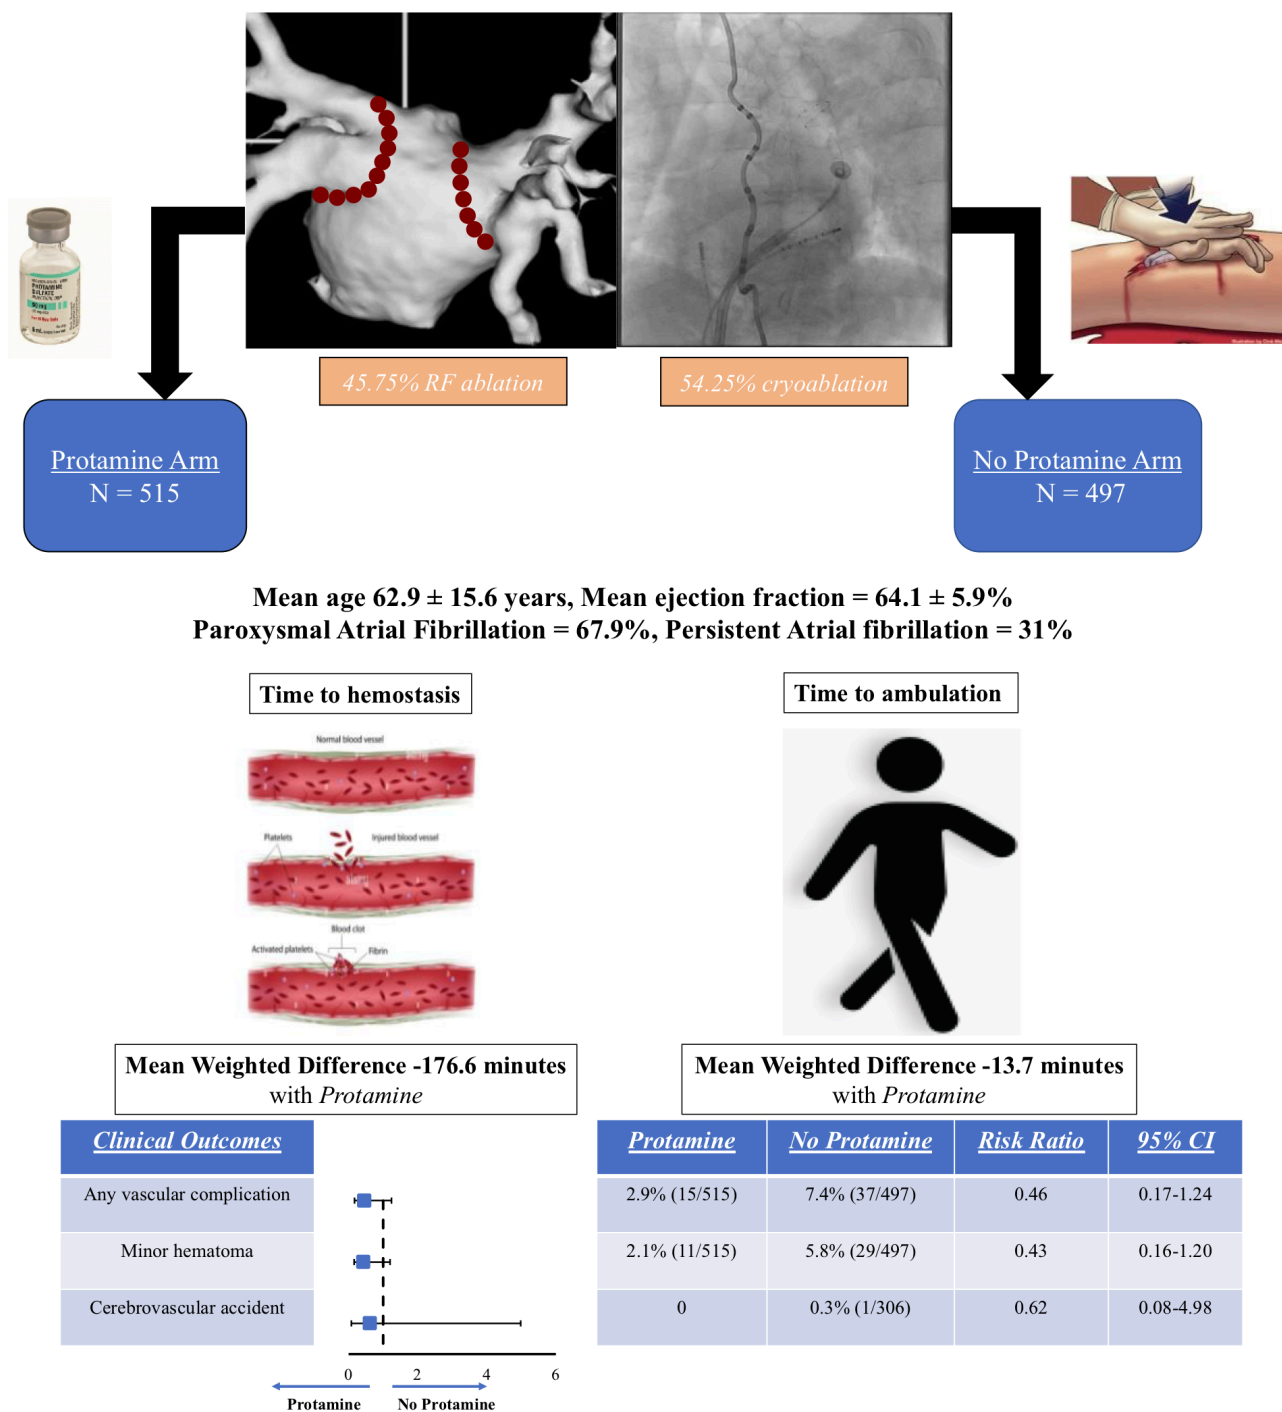 PROTAMINE
SULFATE
45.75% RF ablation
54.25% cryoablation
Protamine Arm
N = 515
No Protamine Arm
N = 497
Mean age 62.9 ± 15.6 years, Mean ejection fraction = 64.1 ± 5.9%
Paroxysmal Atrial Fibrillation = 67.9%, Persistent Atrial fibrillation = 31%
Time to hemostasis
Time to ambulation
Normal blood vessel
Platelets
Injured blood vessel
Blood clot
Activated platelets
Fibrin
Mean Weighted Difference -176.6 minutes
with Protamine
Mean Weighted Difference -13.7 minutes
with Protamine
Clinical Outcomes
Protamine No Protamine Risk Ratio 95% CI
Any vascular complication 2.9% (15/515) 7.4% (37/497) 0.46 0.17-1.24
Minor hematoma 2.1% (11/515) 5.8% (29/497) 0.43 0.16-1.20
Cerebrovascular accident 0 0.3% (1/306) 0.62 0.08-4.98
0 2 4 6
Protamine No Protamine